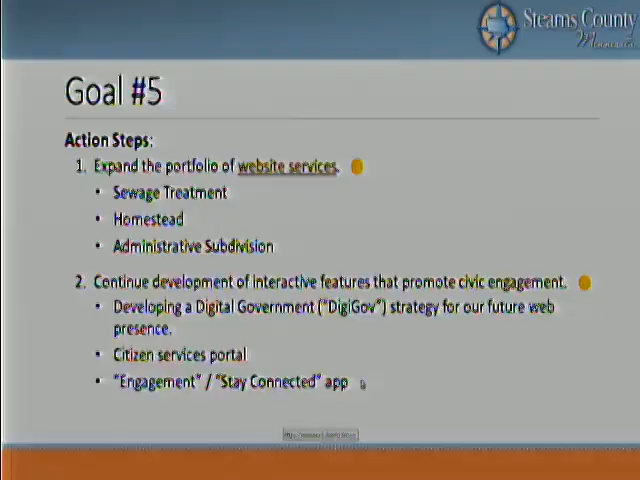 Stearns County
Minnesota
Goal #5
Action Steps:
1. Expand the portfolio of website services.
• Sewage Treatment
• Homestead
• Administrative Subdivision
2. Continue development of interactive features that promote civic engagement.
• Developing a Digital Government ("DigiGov") strategy for our future web
presence.
• Citizen services portal
• "Engagement" / "Stay Connected" app